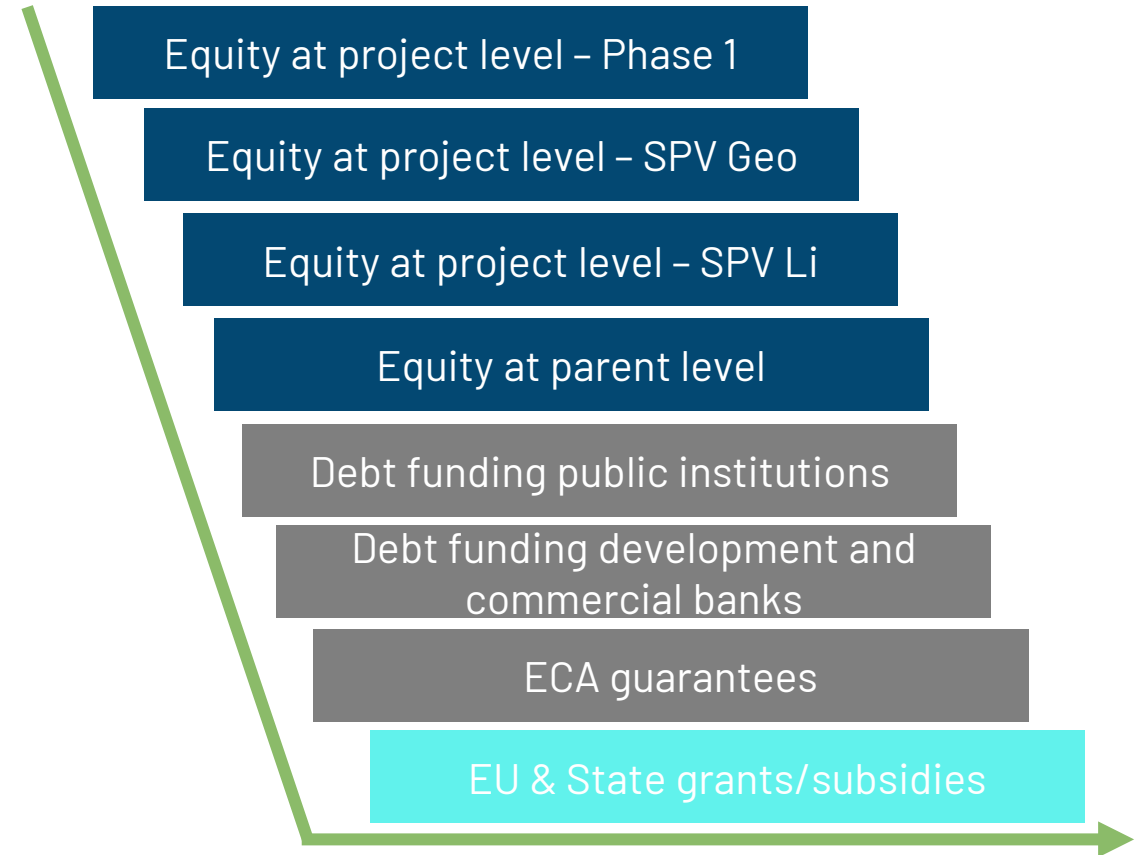 Equity at project level – Phase 1
Equity at project level – SPV Geo
Equity at project level – SPV Li
Equity at parent level
Debt funding public institutions
Debt funding development and
commercial banks
ECA guarantees
EU & State grants/subsidies